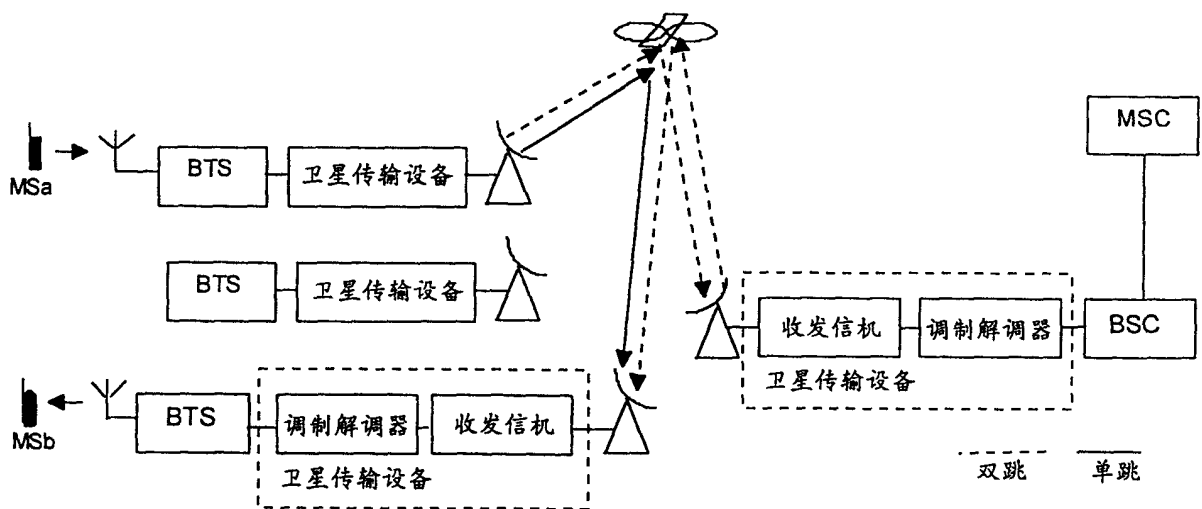 MSC
MSa
BTS
卫星传输设备
BTS
卫星传输设备
收发信机
调制解调器
BSC
卫星传输设备
MSb
BTS
调制解调器
收发信机
卫星传输设备
双跳
单跳